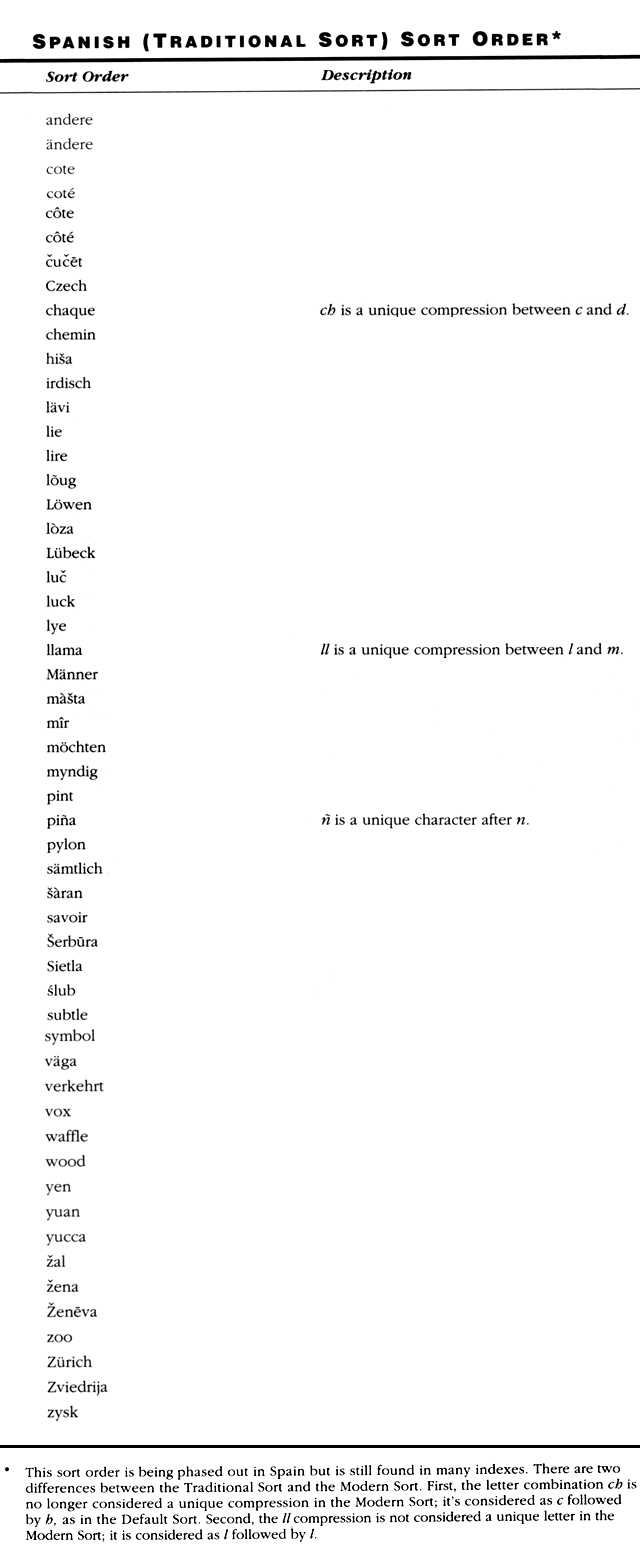 SPANISH (TRADITIONAL SORT) SORT ORDER*
Sort Order Description
andere
ändere
cote
coté
côte
côté
čučēt
Czech
chaque ch is a unique compression between c and d.
chemin
hiša
irdisch
lävi
lie
lire
lõug
Löwen
lòza
Lübeck
luč
luck
lye
llama ll is a unique compression between l and m.
Männer
màšta
mîr
möchten
myndig
pint
piña ñ is a unique character after n.
pylon
sämtlich
šàran
savoir
Šerbūra
Sietla
ślub
subtle
symbol
väga
verkehrt
vox
waffle
wood
yen
yuan
yucca
žal
žena
Ženēva
zoo
Zürich
Zviedrija
zysk
* This sort order is being phased out in Spain but is still found in many indexes. There are two
differences between the Traditional Sort and the Modern Sort. First, the letter combination ch is
no longer considered a unique compression in the Modern Sort; it's considered as c followed
by h, as in the Default Sort. Second, the ll compression is not considered a unique letter in the
Modern Sort; it is considered as l followed by l.